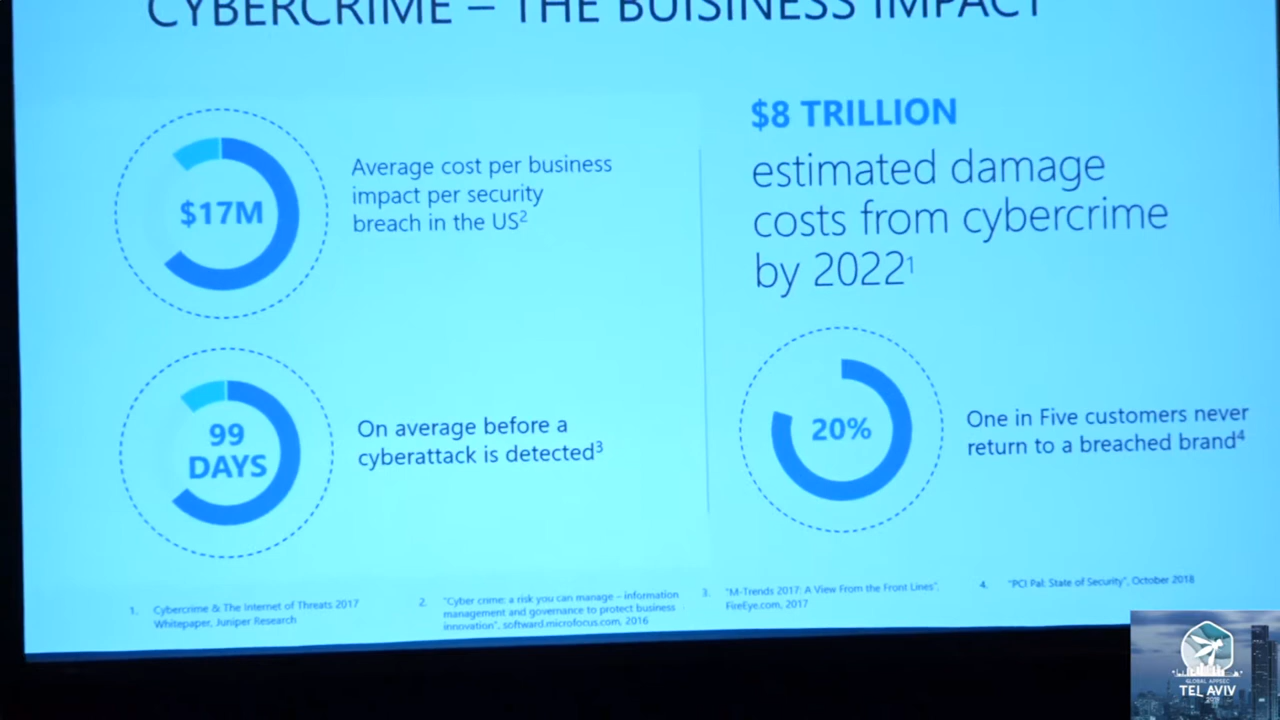 CYBERCRIME – THE BUISINESS IMPACT
$17M
Average cost per business
impact per security
breach in the US²
99
DAYS
On average before a
cyberattack is detected³
$8 TRILLION
estimated damage
costs from cybercrime
by 2022¹
20%
One in Five customers never
return to a breached brand⁴
1. Cybercrime & The Internet of Threats 2017
Whitepaper, Juniper Research
2. "Cyber crime: a risk you can manage – information
management and governance to protect business
innovation", softward.microfocus.com, 2016
3. "M-Trends 2017: A View From the Front Lines",
FireEye.com, 2017
4. "PCI Pal: State of Security", October 2018
GLOBAL APPSEC
TEL AVIV